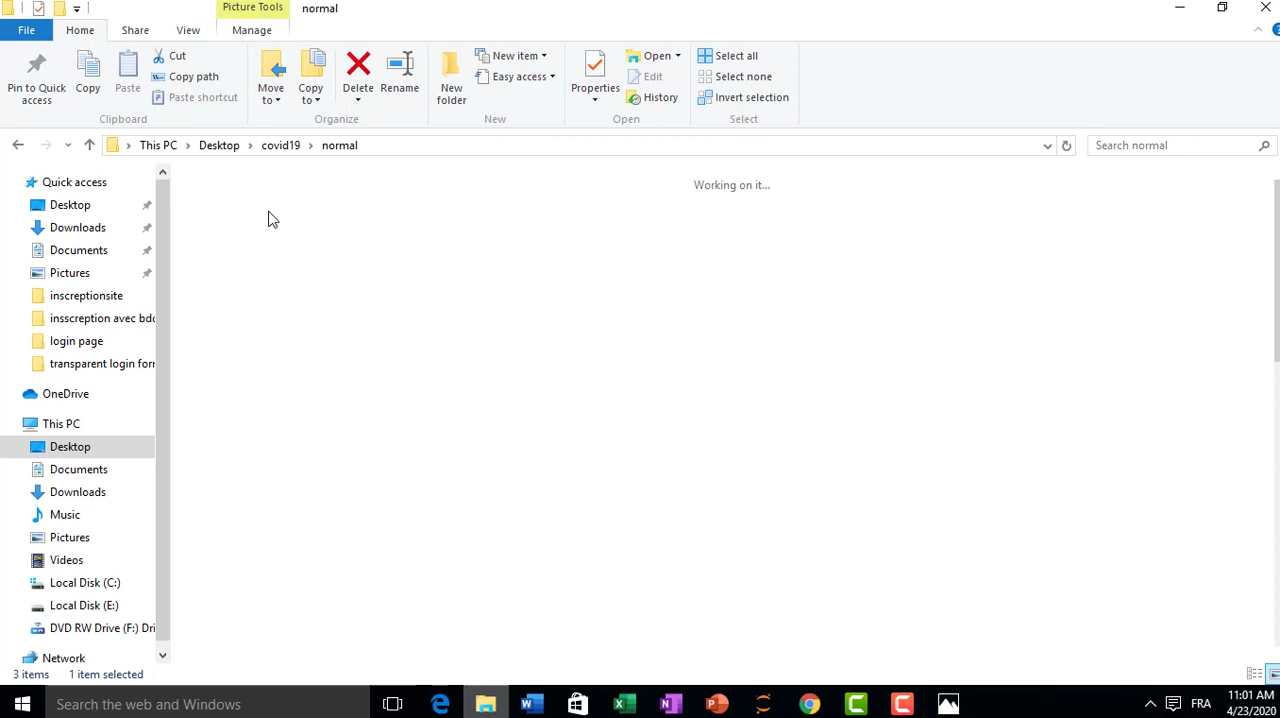 Picture Tools
normal
File
Home
Share
View
Manage
Pin to Quick access
Copy
Paste
Cut
Copy path
Paste shortcut
Clipboard
Move to
Copy to
Delete
Rename
Organize
New folder
New item
Easy access
New
Properties
Open
Edit
History
Open
Select all
Select none
Invert selection
Select
This PC
Desktop
covid19
normal
Search normal
Working on it...
Quick access
Desktop
Downloads
Documents
Pictures
inscreptionsite
insscreption avec bdd
login page
transparent login for
OneDrive
This PC
Desktop
Documents
Downloads
Music
Pictures
Videos
Local Disk (C:)
Local Disk (E:)
DVD RW Drive (F:) Dri
Network
3 items
1 item selected
Search the web and Windows
FRA
11:01 AM
4/23/2020